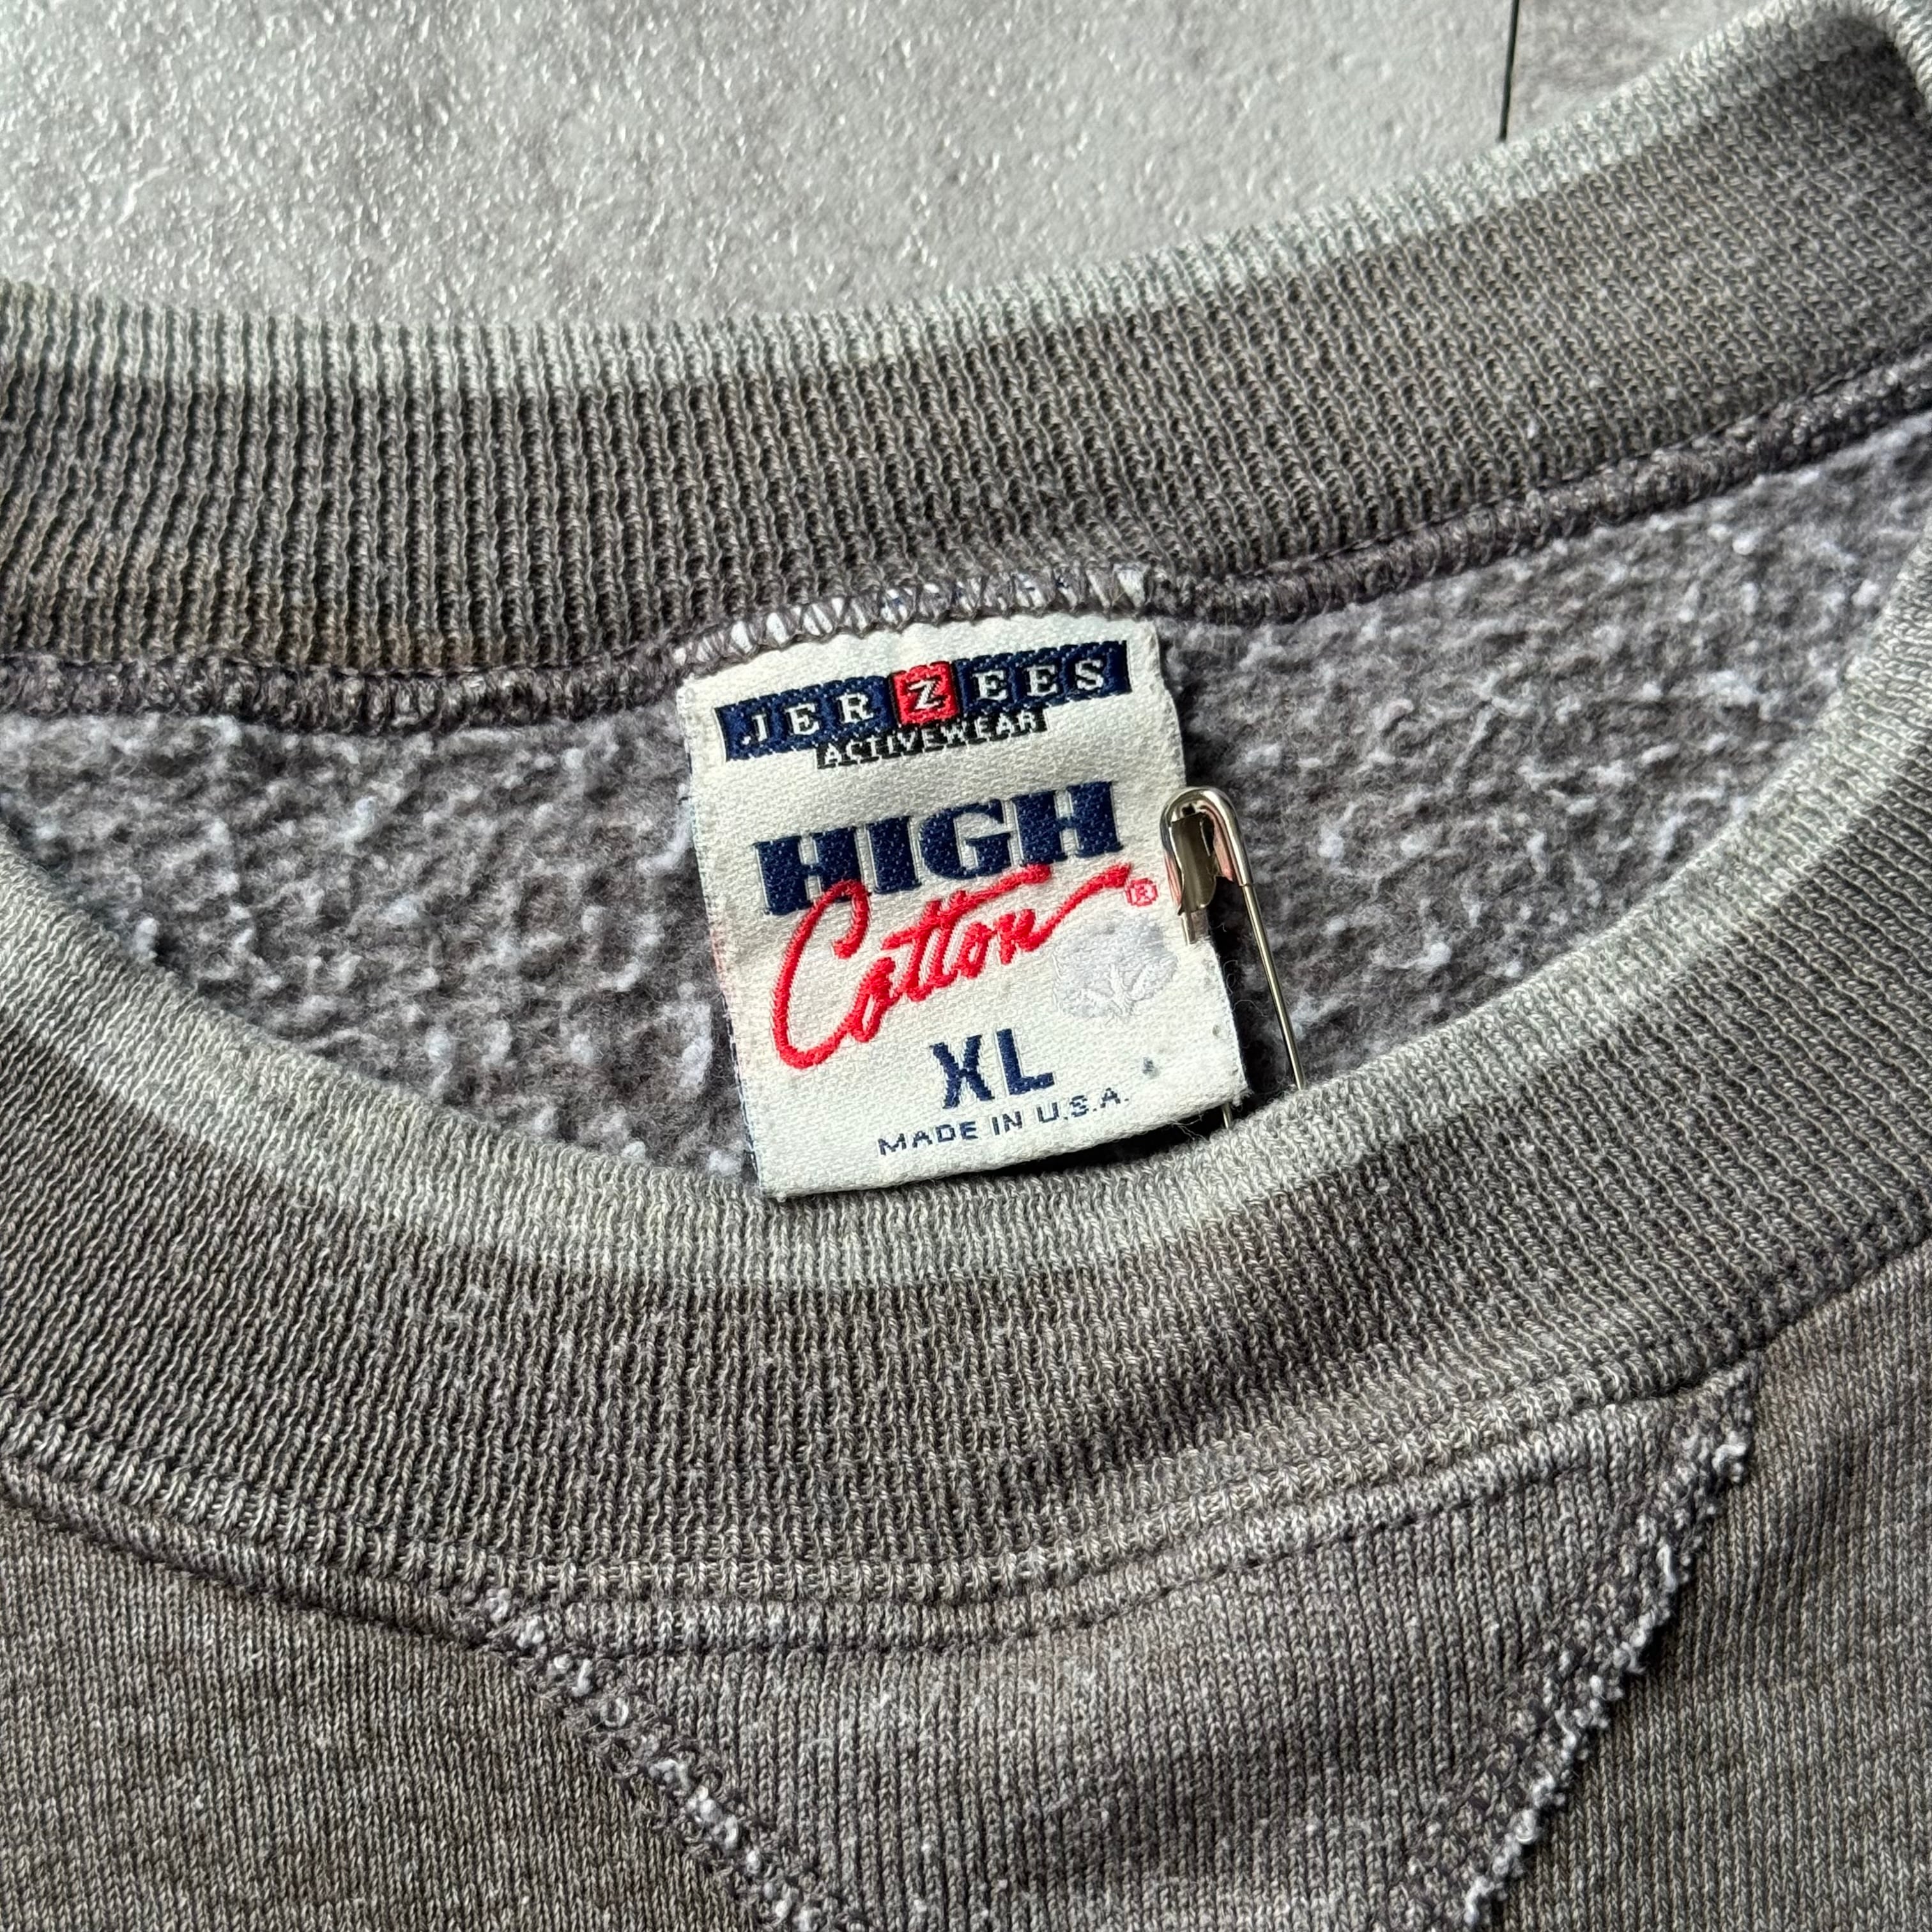 JERZEES
ACTIVEWEAR
HIGH
Cotton®
XL
MADE IN U.S.A.